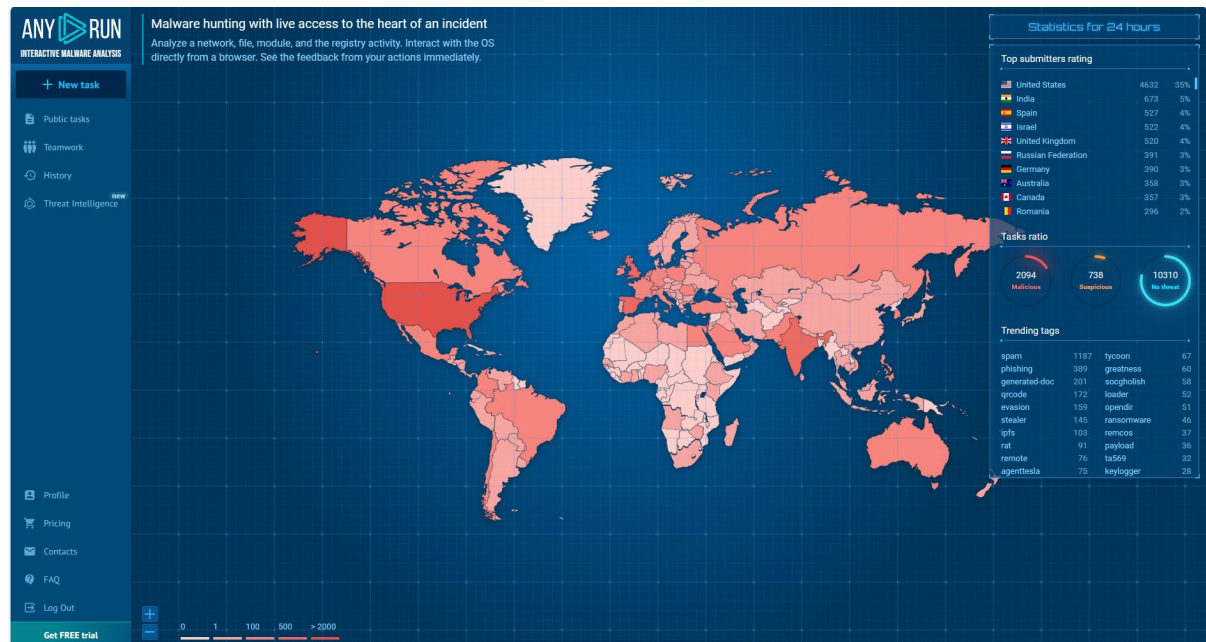 ANY RUN
INTERACTIVE MALWARE ANALYSIS
+ New task
Public tasks
Teamwork
History
Threat Intelligence new
Profile
Pricing
Contacts
FAQ
Log Out
Get FREE trial
Malware hunting with live access to the heart of an incident
Analyze a network, file, module, and the registry activity. Interact with the OS
directly from a browser. See the feedback from your actions immediately.
+
−
0 1 100 500 > 2000
Statistics for 24 hours
Top submitters rating
United States 4632 35%
India 673 5%
Spain 527 4%
Israel 522 4%
United Kingdom 520 4%
Russian Federation 391 3%
Germany 390 3%
Australia 358 3%
Canada 357 3%
Romania 296 2%
Tasks ratio
2094 Malicious
738 Suspicious
10310 No threat
Trending tags
spam 1187 tycoon 67
phishing 389 greatness 60
generated-doc 201 socgholish 58
qrcode 172 loader 52
evasion 159 opendir 51
stealer 145 ransomware 46
ipfs 103 remcos 37
rat 91 payload 36
remote 76 ta569 32
agenttesla 75 keylogger 28